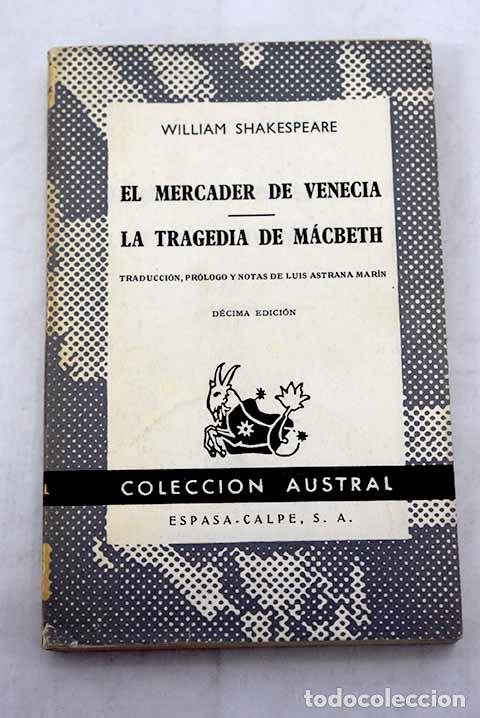 WILLIAM SHAKESPEARE
EL MERCADER DE VENECIA
LA TRAGEDIA DE MÁCBETH
TRADUCCIÓN, PRÓLOGO Y NOTAS DE LUIS ASTRANA MARÍN
DÉCIMA EDICIÓN
L
COLECCION AUSTRAL
ESPASA-CALPE, S. A.
todocoleccion